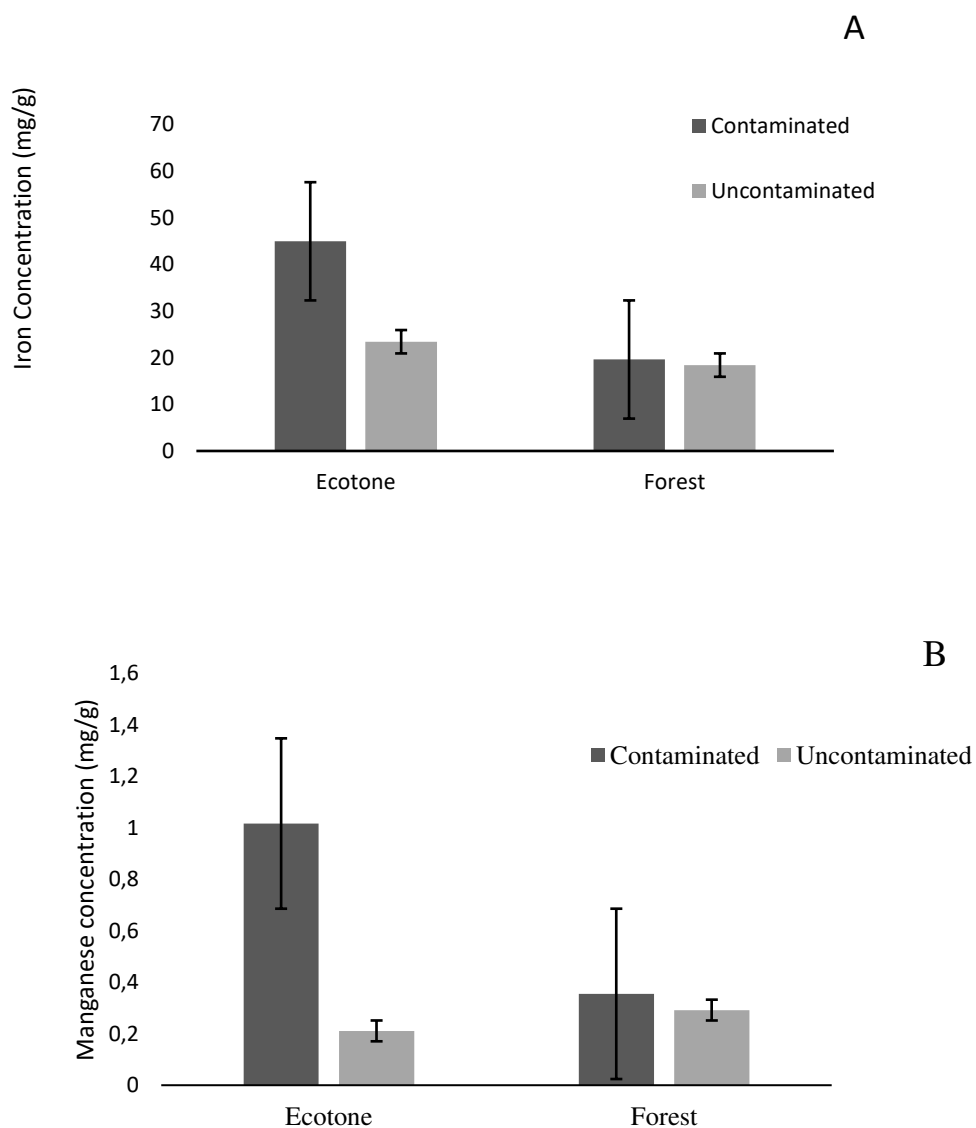 A
Iron Concentration (mg/g)
70
60
50
40
30
20
10
0
Contaminated
Uncontaminated
Ecotone Forest
B
Manganese concentration (mg/g)
1,6
1,4
1,2
1
0,8
0,6
0,4
0,2
0
Contaminated Uncontaminated
Ecotone Forest